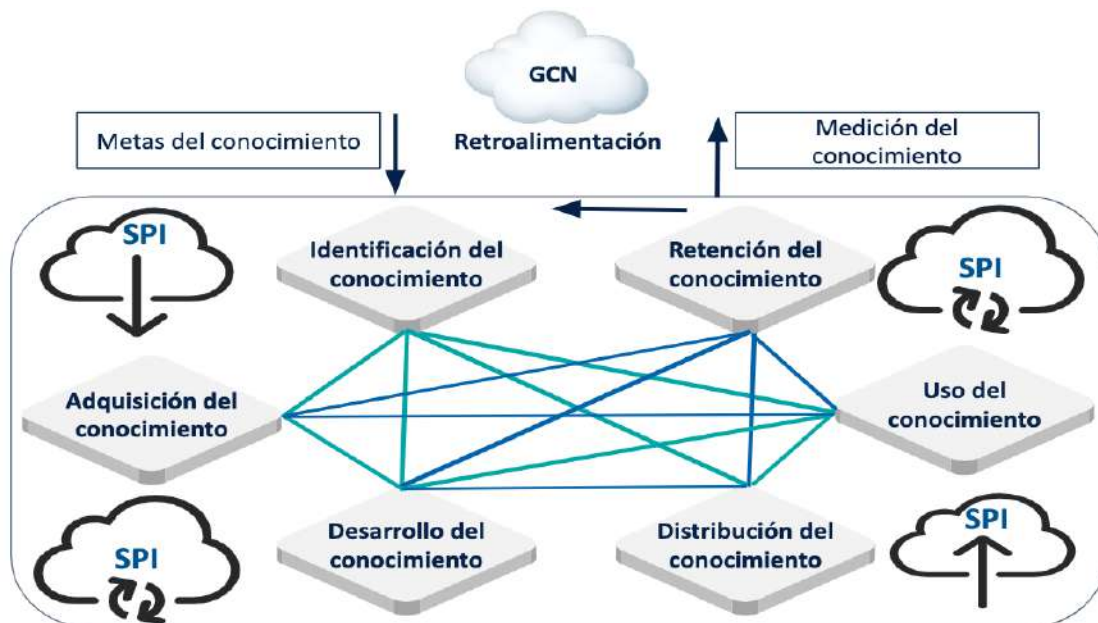 GCN
Metas del conocimiento
Retroalimentación
Medición del
conocimiento
SPI
Identificación del
conocimiento
Retención del
conocimiento
SPI
Adquisición del
conocimiento
Uso del
conocimiento
SPI
Desarrollo del
conocimiento
Distribución del
conocimiento
SPI